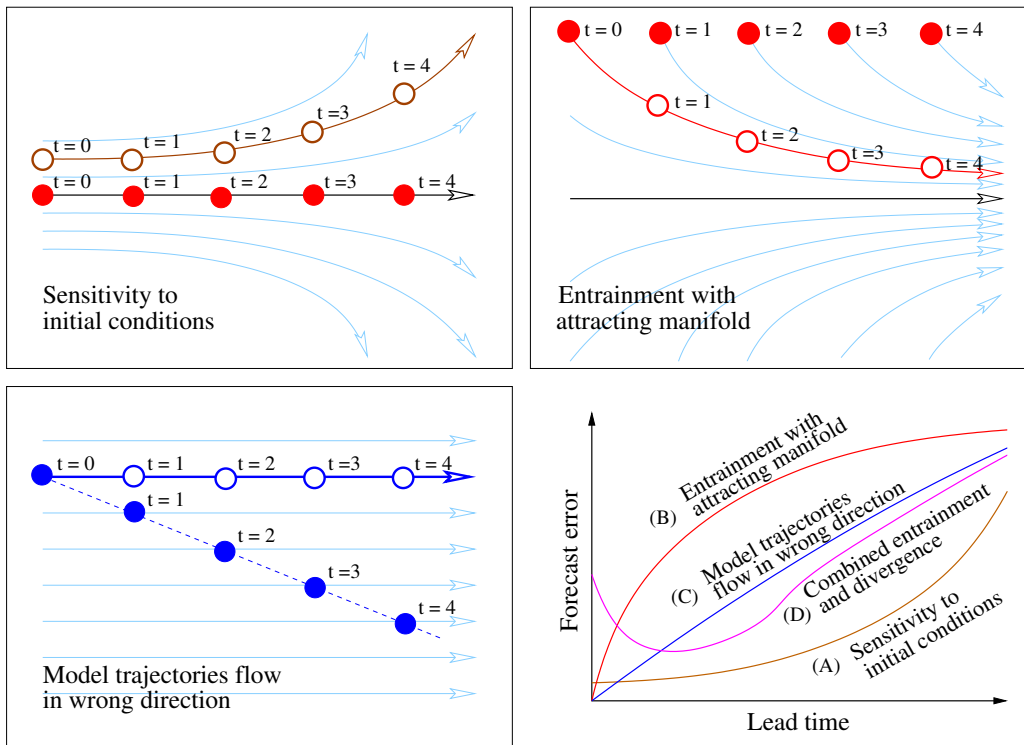 t = 4
t =3
t = 2
t = 1
t = 0
t = 0
t = 1
t = 2
t =3
t = 4
Sensitivity to
initial conditions
t = 0
t = 1
t = 2
t =3
t = 4
t = 1
t = 2
t =3
t = 4
Entrainment with
attracting manifold
t = 0
t = 1
t = 2
t =3
t = 4
t = 1
t = 2
t =3
t = 4
Model trajectories flow
in wrong direction
Forecast error
Entrainment with
attracting manifold
(B)
Model trajectories
flow in wrong direction
(C)
Combined entrainment
and divergence
(D)
Sensitivity to
initial conditions
(A)
Lead time